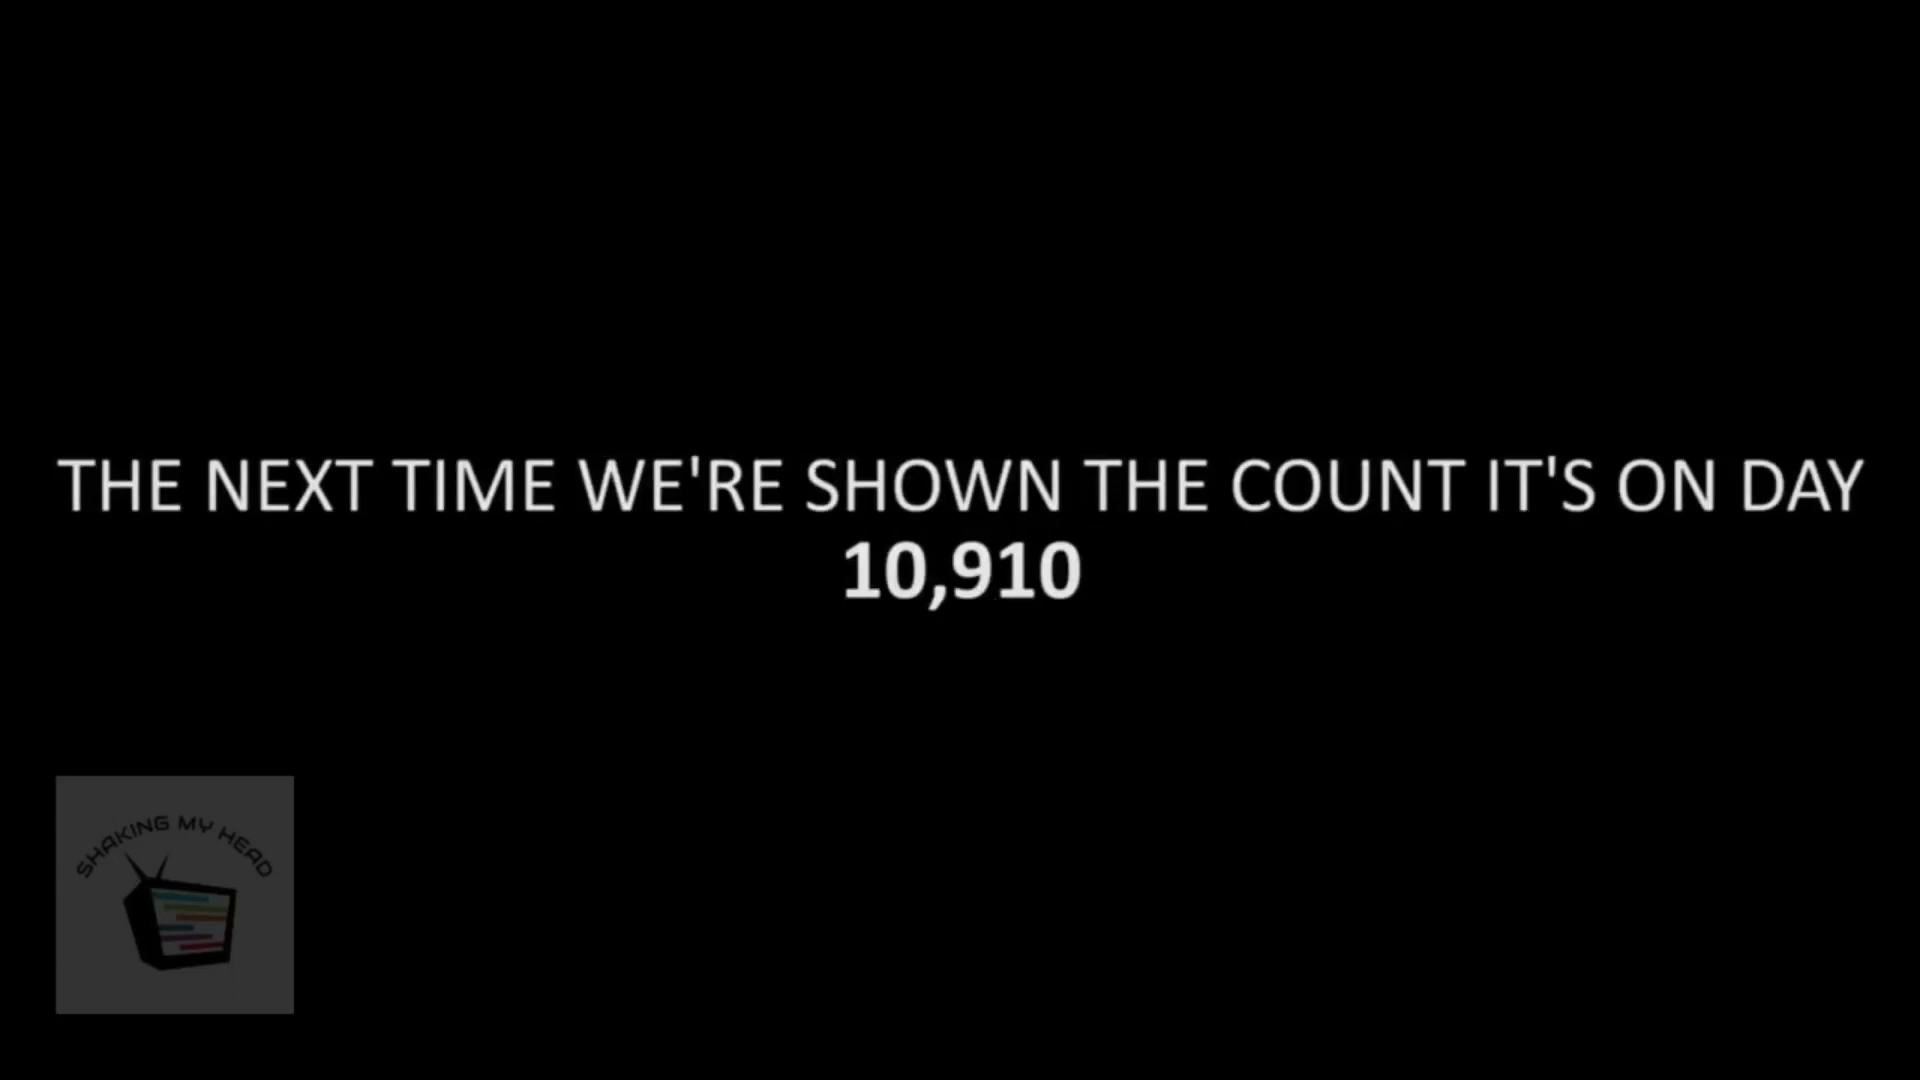 THE NEXT TIME WE'RE SHOWN THE COUNT IT'S ON DAY
10,910
SHAKING MY HEAD